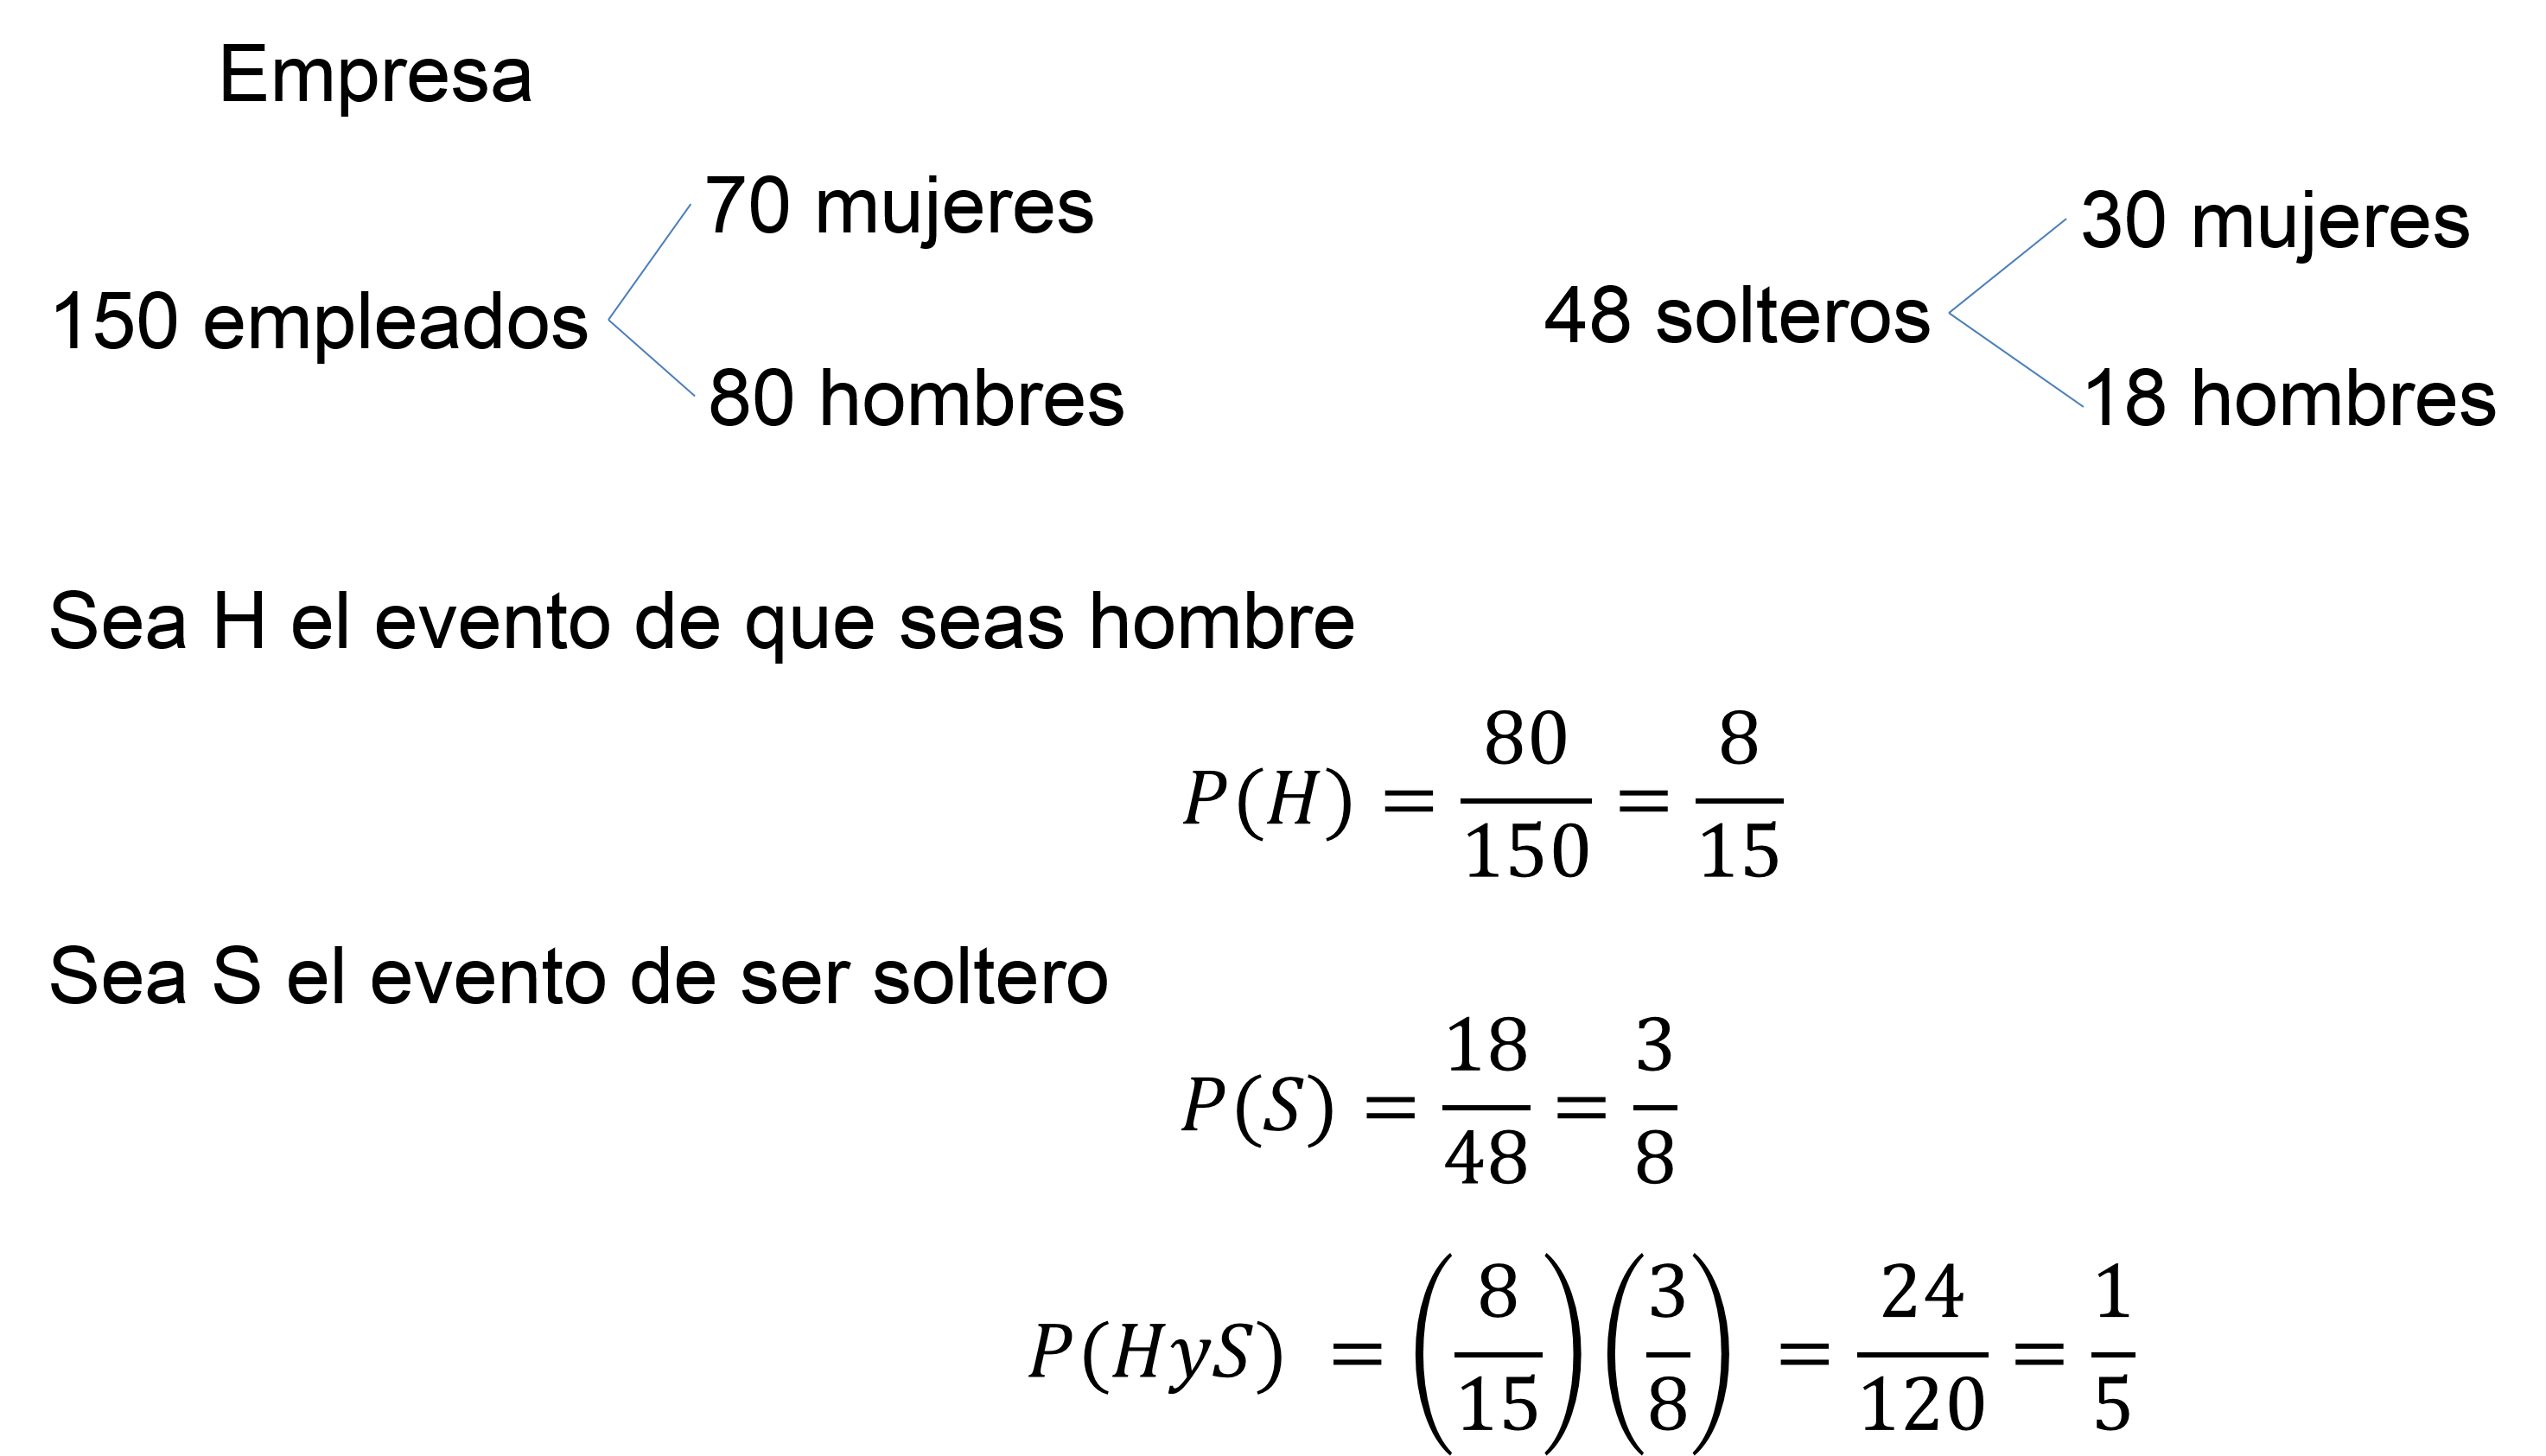 Empresa
70 mujeres
150 empleados
80 hombres
30 mujeres
48 solteros
18 hombres
Sea H el evento de que seas hombre
P(H) = 80/150 = 8/15
Sea S el evento de ser soltero
P(S) = 18/48 = 3/8
P(HyS) = (8/15)(3/8) = 24/120 = 1/5